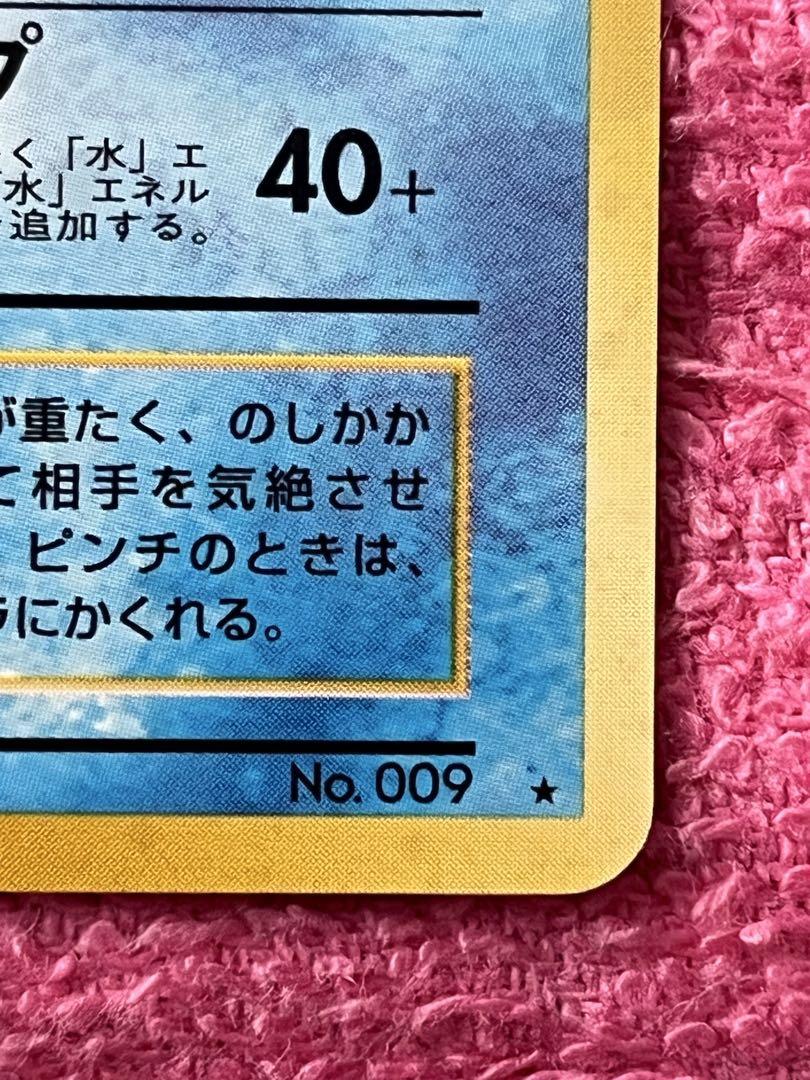 プ
く「水」エ
水」エネル
追加する。
40+
が重たく、のしかか
て相手を気絶させ
ピンチのときは、
ラにかくれる。
No. 009 ★